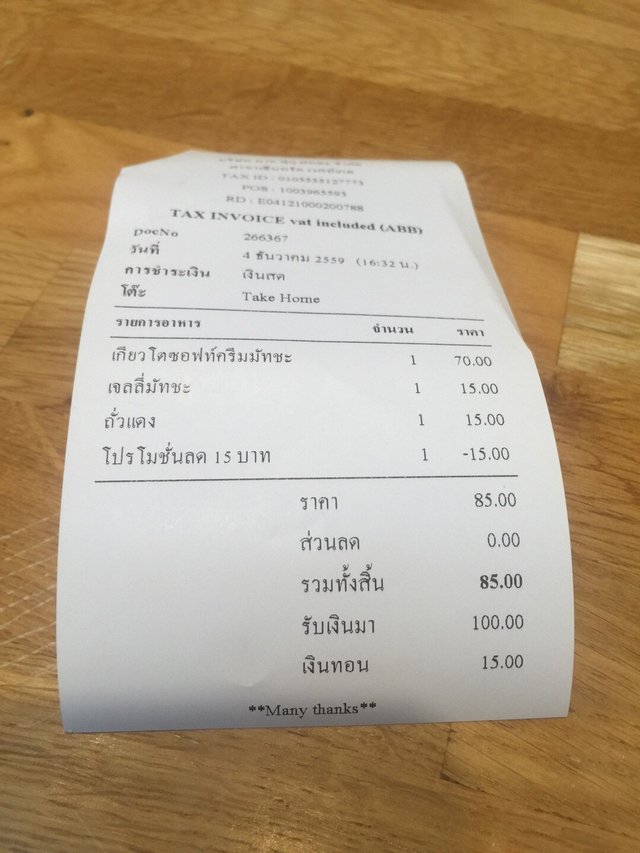 TAX ID : 0105555127773
POS : 1003965595
RD : E04121000200788
TAX INVOICE vat included (ABB)
DocNo 266367
วันที่ 4 ธันวาคม 2559 (16:32 น.)
การชำระเงิน เงินสด
โต๊ะ Take Home
รายการอาหาร จำนวน ราคา
เกียวโตซอฟท์ครีมมัทชะ 1 70.00
เจลลี่มัทชะ 1 15.00
ถั่วแดง 1 15.00
โปรโมชั่นลด 15 บาท 1 -15.00
ราคา 85.00
ส่วนลด 0.00
รวมทั้งสิ้น 85.00
รับเงินมา 100.00
เงินทอน 15.00
**Many thanks**